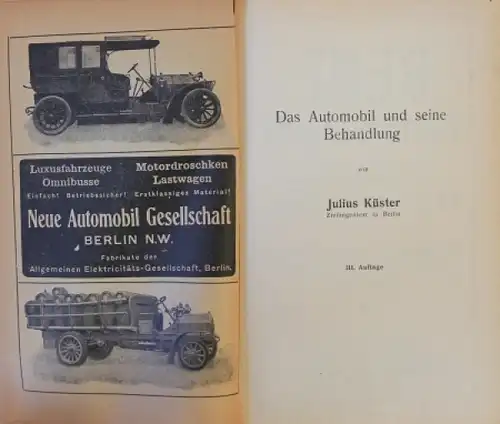 Luxusfahrzeuge Motordroschken
Omnibusse Lastwagen
Einfach! Betriebssicher! Erstklassiges Material!
Neue Automobil Gesellschaft
BERLIN N.W.
Fabrikate der
Allgemeinen Elektricitäts-Gesellschaft, Berlin.
Das Automobil und seine
Behandlung
von
Julius Küster
Zivilingenieur in Berlin
III. Auflage